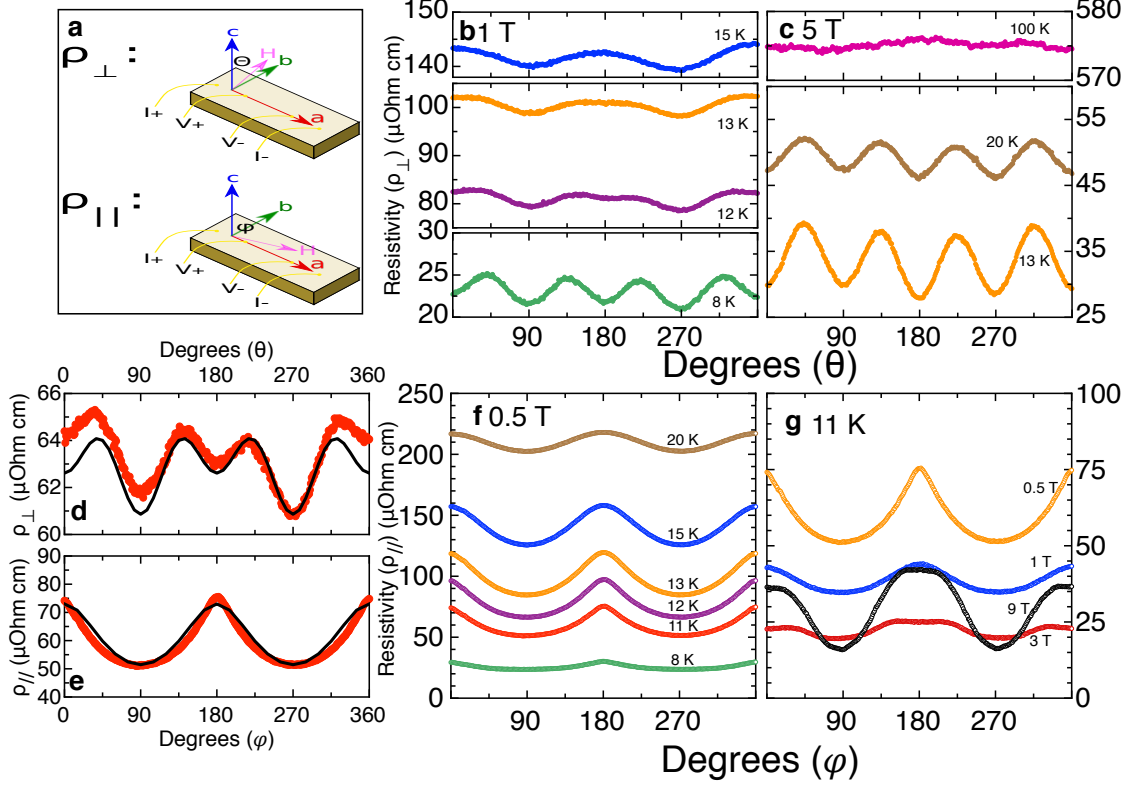 a
ρ⊥:
c
Θ
H
b
a
I+
V+
V-
I-
ρ||:
c
b
φ
H
a
I+
V+
V-
I-
b 1 T
150
140
15 K
100
13 K
90
80
12 K
30
25
8 K
20
Resistivity (ρ⊥) (µOhm cm)
90
180
270
c 5 T
580
100 K
570
55
20 K
45
35
13 K
25
90
180
270
Degrees (θ)
Degrees (θ)
0
90
180
270
360
66
64
62
60
ρ⊥ (µOhm cm)
d
90
80
70
60
50
40
ρ// (µOhm cm)
e
0
90
180
270
360
Degrees (φ)
f 0.5 T
250
200
150
100
50
0
Resistivity (ρ//) (µOhm cm)
20 K
15 K
13 K
12 K
11 K
8 K
90
180
270
g 11 K
100
75
50
25
0
0.5 T
1 T
9 T
3 T
90
180
270
Degrees (φ)